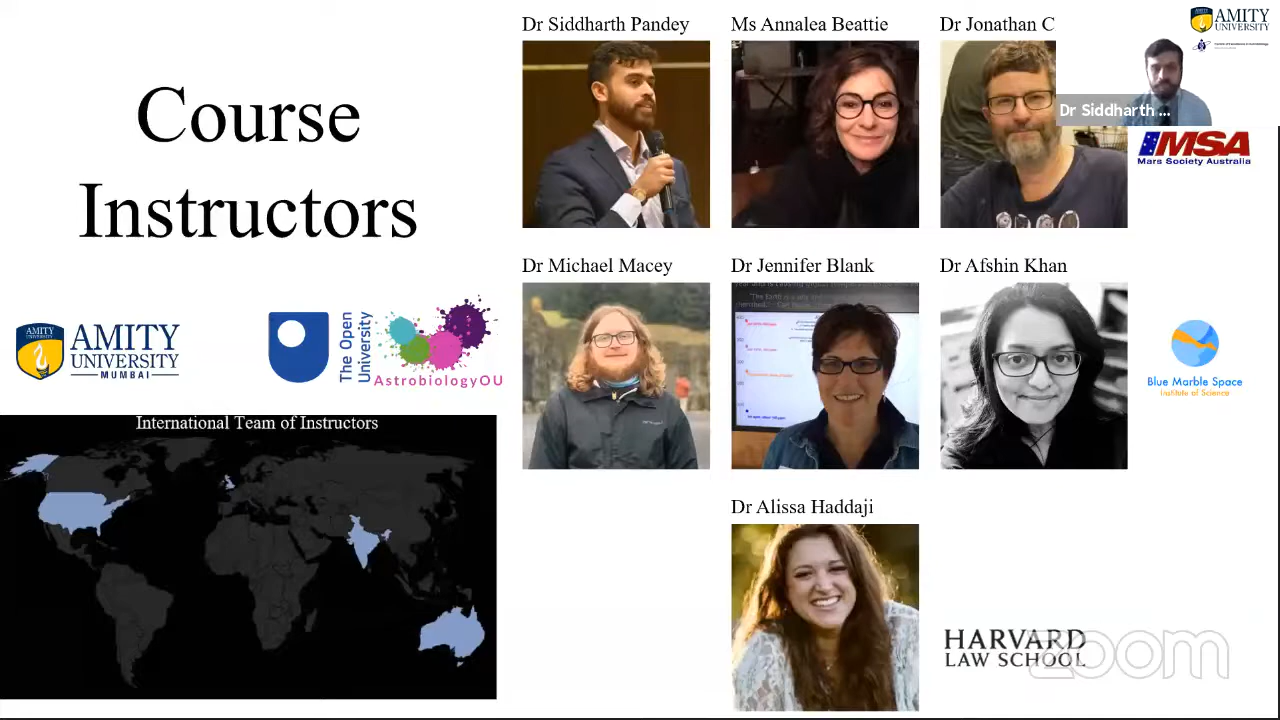 Course
Instructors
Dr Siddharth Pandey
Ms Annalea Beattie
Dr Jonathan C
AMITY
UNIVERSITY
Dr Siddharth ...
MSA
Mars Society Australia
Dr Michael Macey
Dr Jennifer Blank
Dr Afshin Khan
AMITY
UNIVERSITY
AMITY
UNIVERSITY
MUMBAI
The Open
University
AstrobiologyOU
Blue Marble Space
Institute of Science
International Team of Instructors
Dr Alissa Haddaji
HARVARD
LAW SCHOOL
zoom